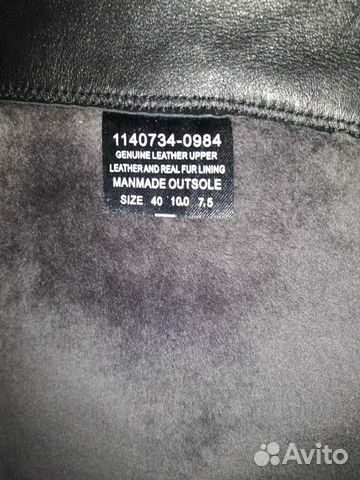 1140734-0984
GENUINE LEATHER UPPER
LEATHER AND REAL FUR LINING
MANMADE OUTSOLE
SIZE 40 10.0 7.5
Avito